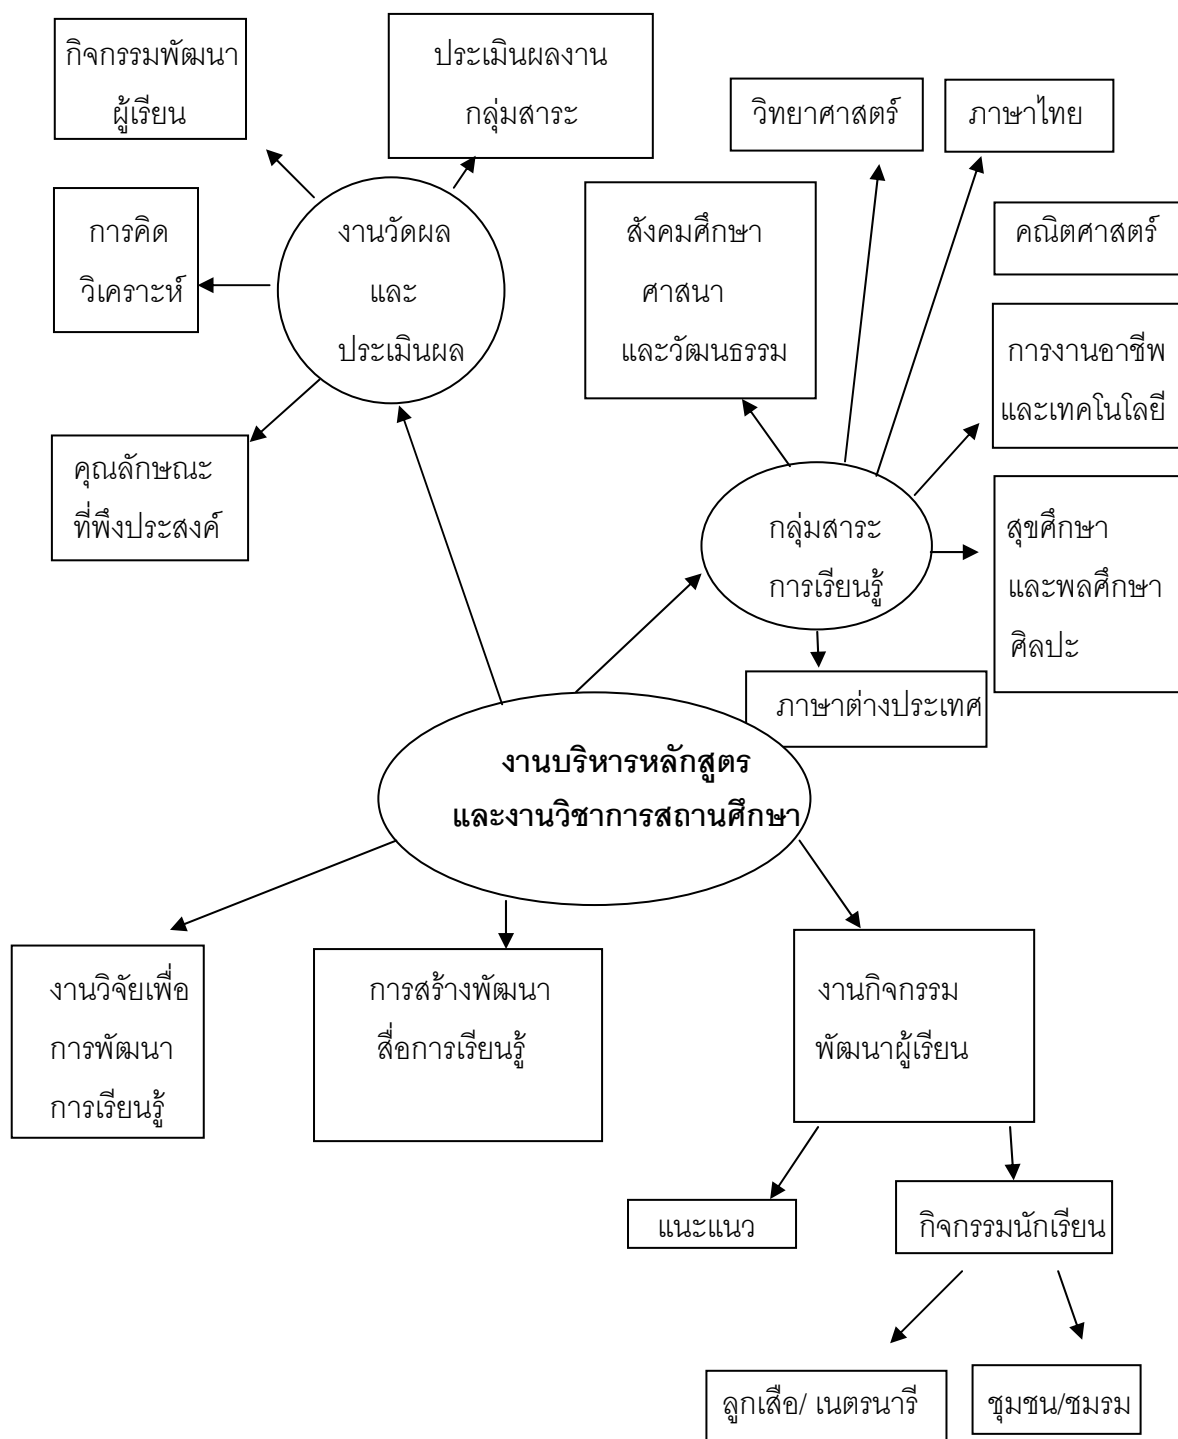 กิจกรรมพัฒนา
ผู้เรียน
ประเมินผลงาน
กลุ่มสาระ
วิทยาศาสตร์
ภาษาไทย
การคิด
วิเคราะห์
งานวัดผล
และ
ประเมินผล
สังคมศึกษา
ศาสนา
และวัฒนธรรม
คณิตศาสตร์
การงานอาชีพ
และเทคโนโลยี
คุณลักษณะ
ที่พึงประสงค์
กลุ่มสาระ
การเรียนรู้
สุขศึกษา
และพลศึกษา
ศิลปะ
ภาษาต่างประเทศ
งานบริหารหลักสูตร
และงานวิชาการสถานศึกษา
งานวิจัยเพื่อ
การพัฒนา
การเรียนรู้
การสร้างพัฒนา
สื่อการเรียนรู้
งานกิจกรรม
พัฒนาผู้เรียน
แนะแนว
กิจกรรมนักเรียน
ลูกเสือ/ เนตรนารี
ชุมชน/ชมรม